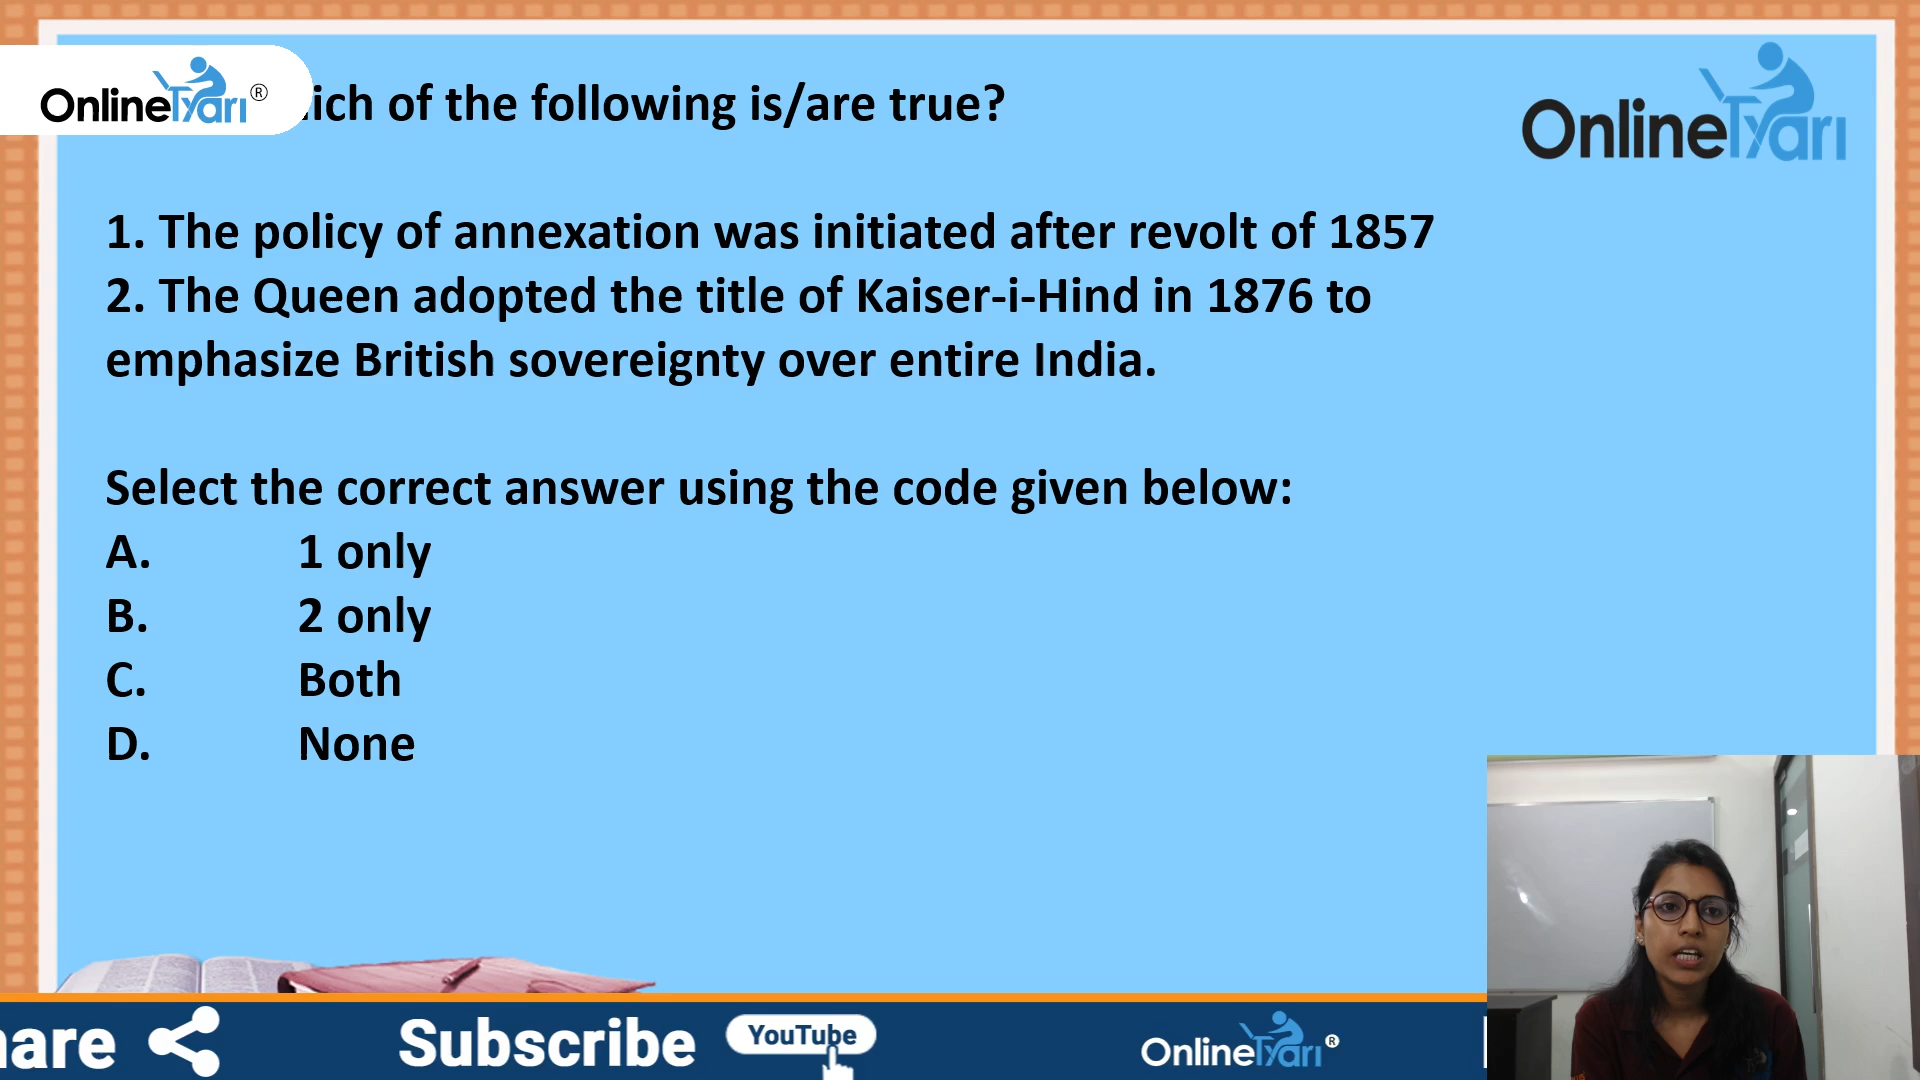 OnlineTyari®
ich of the following is/are true?
OnlineTyari
1. The policy of annexation was initiated after revolt of 1857
2. The Queen adopted the title of Kaiser-i-Hind in 1876 to
emphasize British sovereignty over entire India.
Select the correct answer using the code given below:
A. 1 only
B. 2 only
C. Both
D. None
are Subscribe YouTube OnlineTyari®